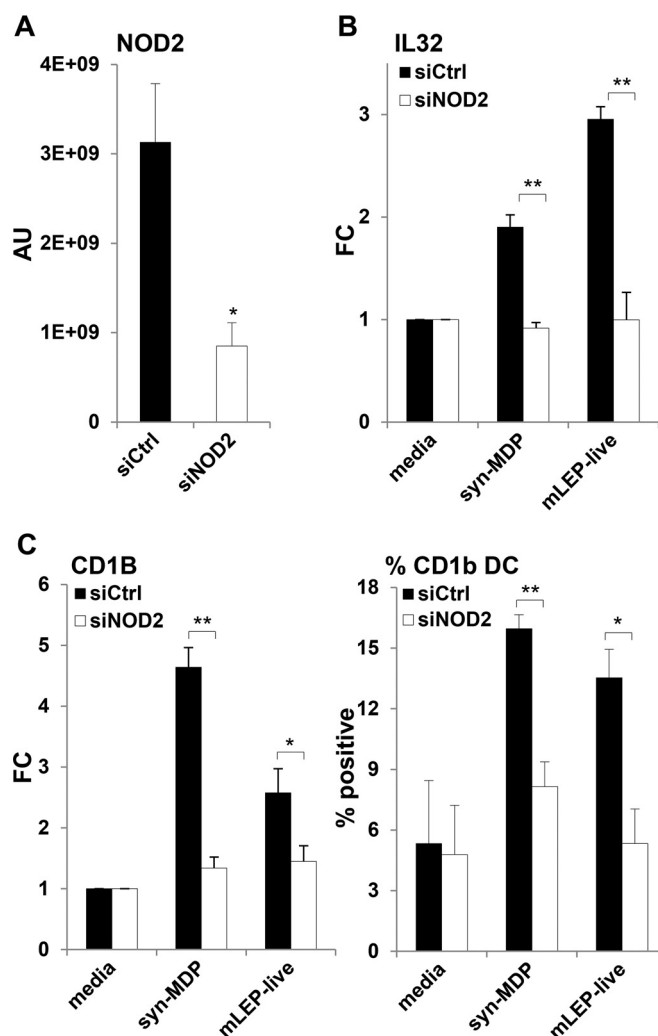 A
NOD2
4E+09
3E+09
2E+09
1E+09
0
AU
*
siCtrl
siNOD2
B
IL32
siCtrl
siNOD2
3
2
1
0
FC
**
**
media
syn-MDP
mLEP-live
C
CD1B
siCtrl
siNOD2
6
5
4
3
2
1
0
FC
**
*
media
syn-MDP
mLEP-live
% CD1b DC
siCtrl
siNOD2
18
15
12
9
6
3
0
% positive
**
*
media
syn-MDP
mLEP-live